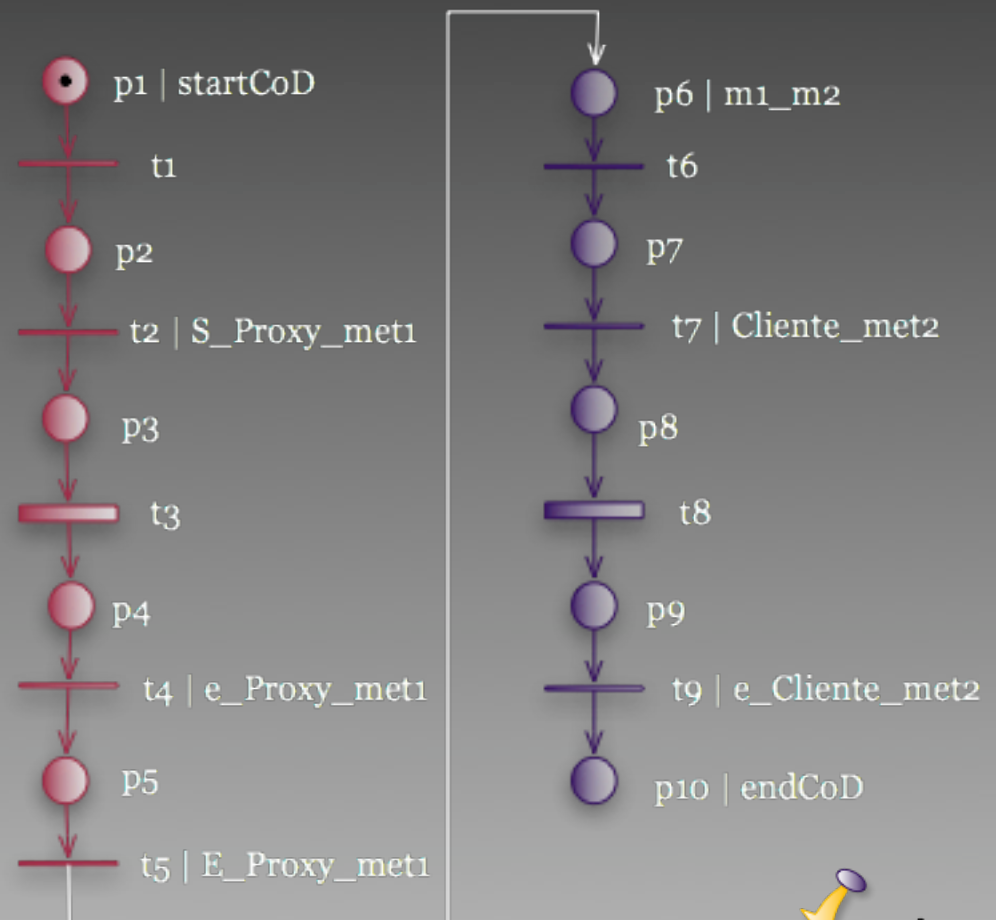 p1 | startCoD
t1
p2
t2 | S_Proxy_met1
p3
t3
p4
t4 | e_Proxy_met1
p5
t5 | E_Proxy_met1
p6 | m1_m2
t6
p7
t7 | Cliente_met2
p8
t8
p9
t9 | e_Cliente_met2
p10 | endCoD